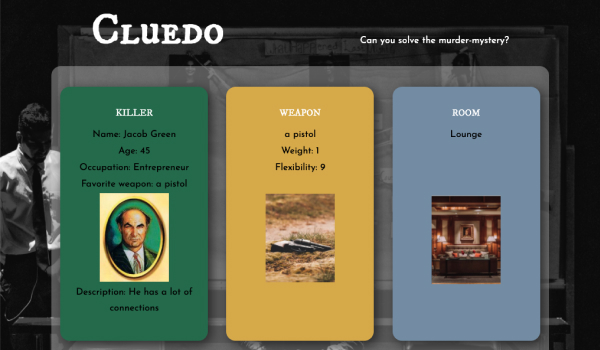 Cluedo
Can you solve the murder-mystery?
KILLER
Name: Jacob Green
Age: 45
Occupation: Entrepreneur
Favorite weapon: a pistol
Description: He has a lot of
connections
WEAPON
a pistol
Weight: 1
Flexibility: 9
ROOM
Lounge